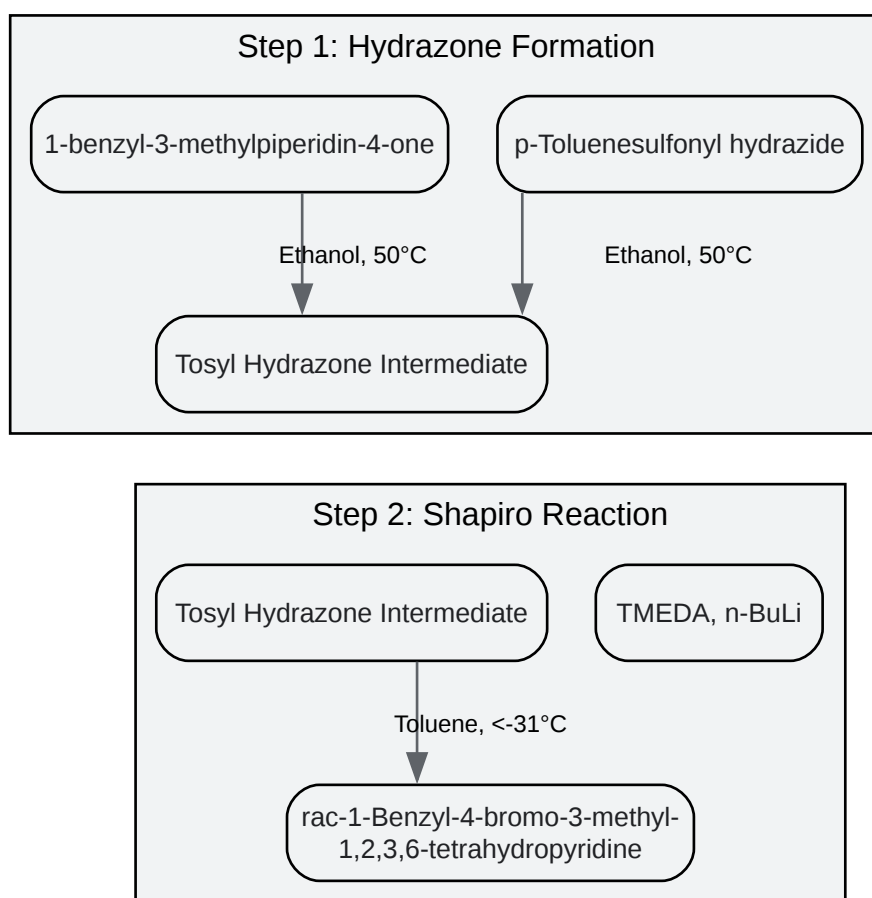 Step 1: Hydrazone Formation
1-benzyl-3-methylpiperidin-4-one
p-Toluenesulfonyl hydrazide
Ethanol, 50°C
Ethanol, 50°C
Tosyl Hydrazone Intermediate
Step 2: Shapiro Reaction
Tosyl Hydrazone Intermediate
TMEDA, n-BuLi
Toluene, <-31°C
rac-1-Benzyl-4-bromo-3-methyl-
1,2,3,6-tetrahydropyridine